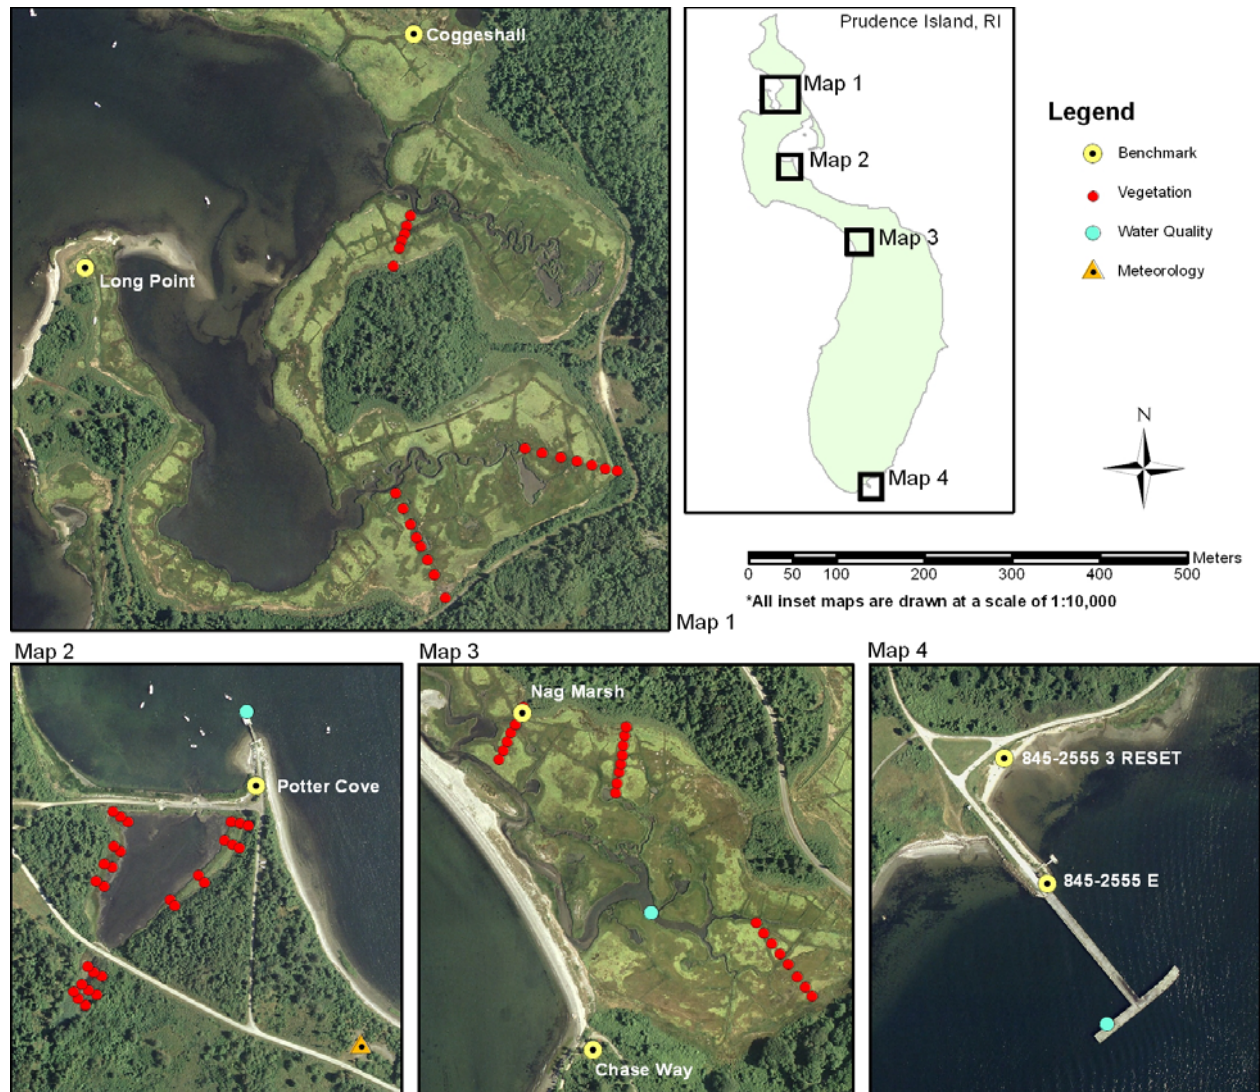 Coggeshall
Long Point
Map 1
Prudence Island, RI
Map 1
Map 2
Map 3
Map 4
Legend
Benchmark
Vegetation
Water Quality
Meteorology
N
Meters
0 50 100 200 300 400 500
*All inset maps are drawn at a scale of 1:10,000
Map 2
Potter Cove
Map 3
Nag Marsh
Chase Way
Map 4
845-2555 3 RESET
845-2555 E